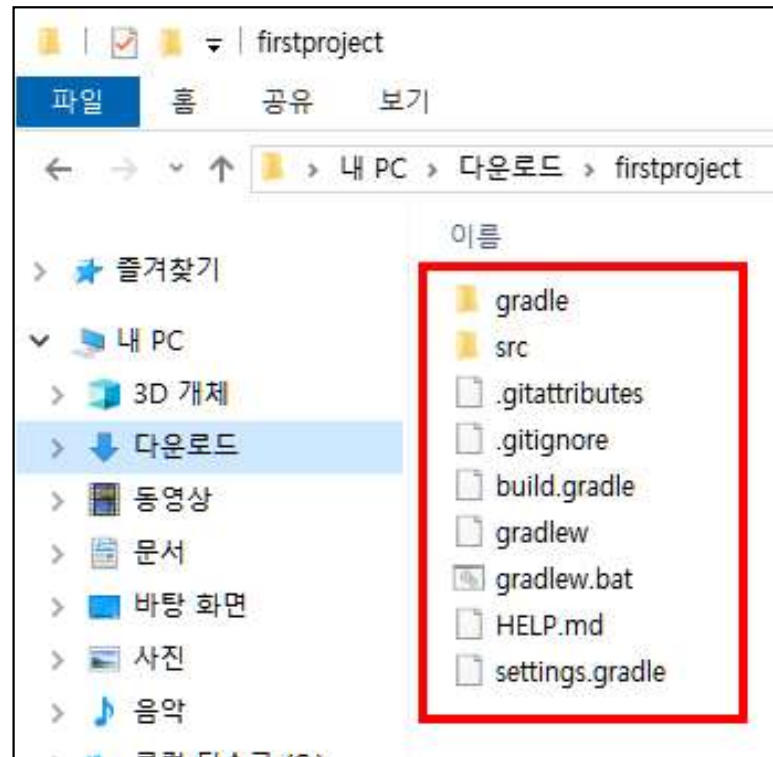 firstproject
파일 홈 공유 보기
내 PC > 다운로드 > firstproject
이름
즐겨찾기
내 PC
3D 개체
다운로드
동영상
문서
바탕 화면
사진
음악
gradle
src
.gitattributes
.gitignore
build.gradle
gradlew
gradlew.bat
HELP.md
settings.gradle